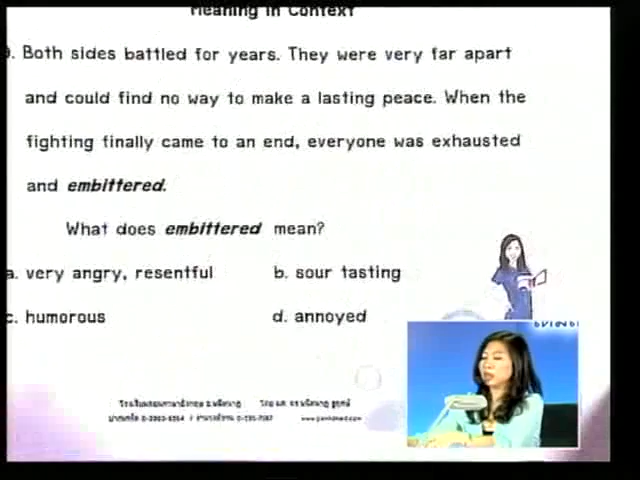 Meaning in Context
9. Both sides battled for years. They were very far apart
and could find no way to make a lasting peace. When the
fighting finally came to an end, everyone was exhausted
and embittered.
What does embittered mean?
a. very angry, resentful
b. sour tasting
c. humorous
d. annoyed